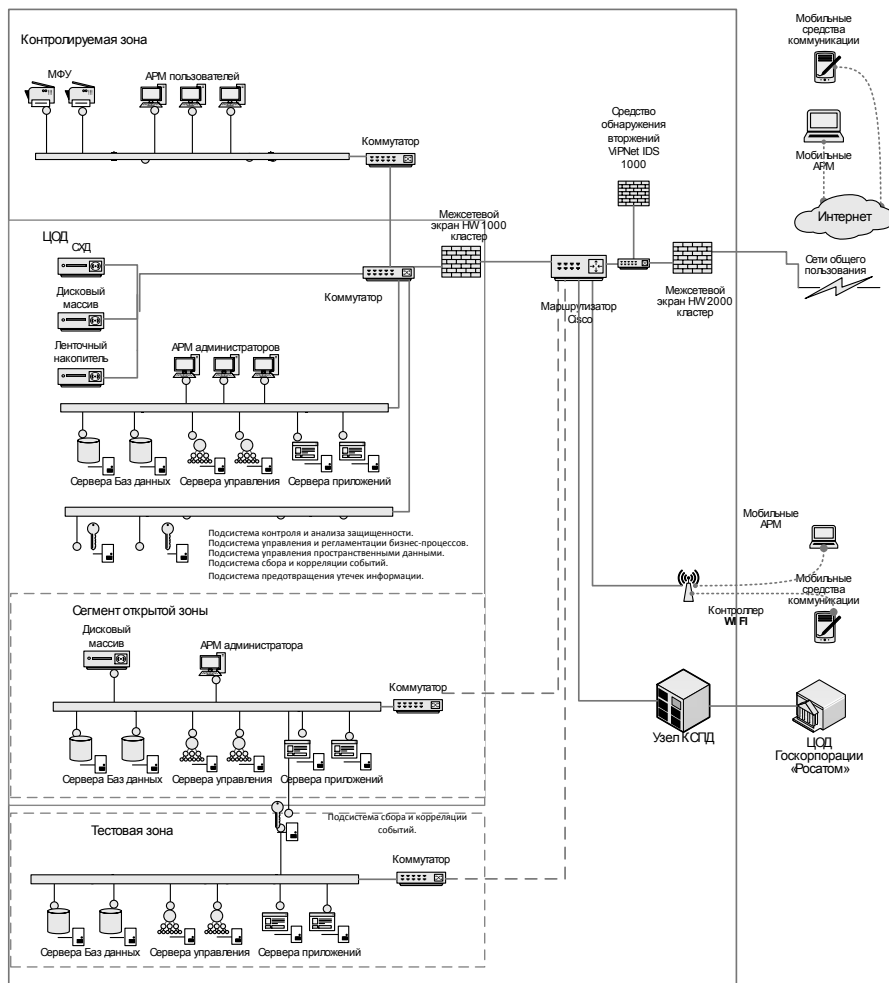 Контролируемая зона
МФУ
АРМ пользователей
Коммутатор
Средство
обнаружения
вторжений
ViPNet IDS
1000
Мобильные
средства
коммуникации
Мобильные
АРМ
Интернет
ЦОД
СХД
Дисковый
массив
Ленточный
накопитель
Коммутатор
Межсетевой
экран HW1000
кластер
Маршрутизатор
Cisco
Межсетевой
экран HW2000
кластер
Сети общего
пользования
АРМ администраторов
Сервера Баз данных
Сервера управления
Сервера приложений
Подсистема контроля и анализа защищенности.
Подсистема управления и регламентации бизнес-процессов.
Подсистема управления пространственными данными.
Подсистема сбора и корреляции событий.
Подсистема предотвращения утечек информации.
Мобильные
АРМ
Контроллер
WI FI
Мобильные
средства
коммуникации
Сегмент открытой зоны
Дисковый
массив
АРМ администратора
Коммутатор
Сервера Баз данных
Сервера управления
Сервера приложений
Узел КСПД
ЦОД
Госкорпорации
«Росатом»
Тестовая зона
Подсистема сбора и корреляции
событий.
Коммутатор
Сервера Баз данных
Сервера управления
Сервера приложений